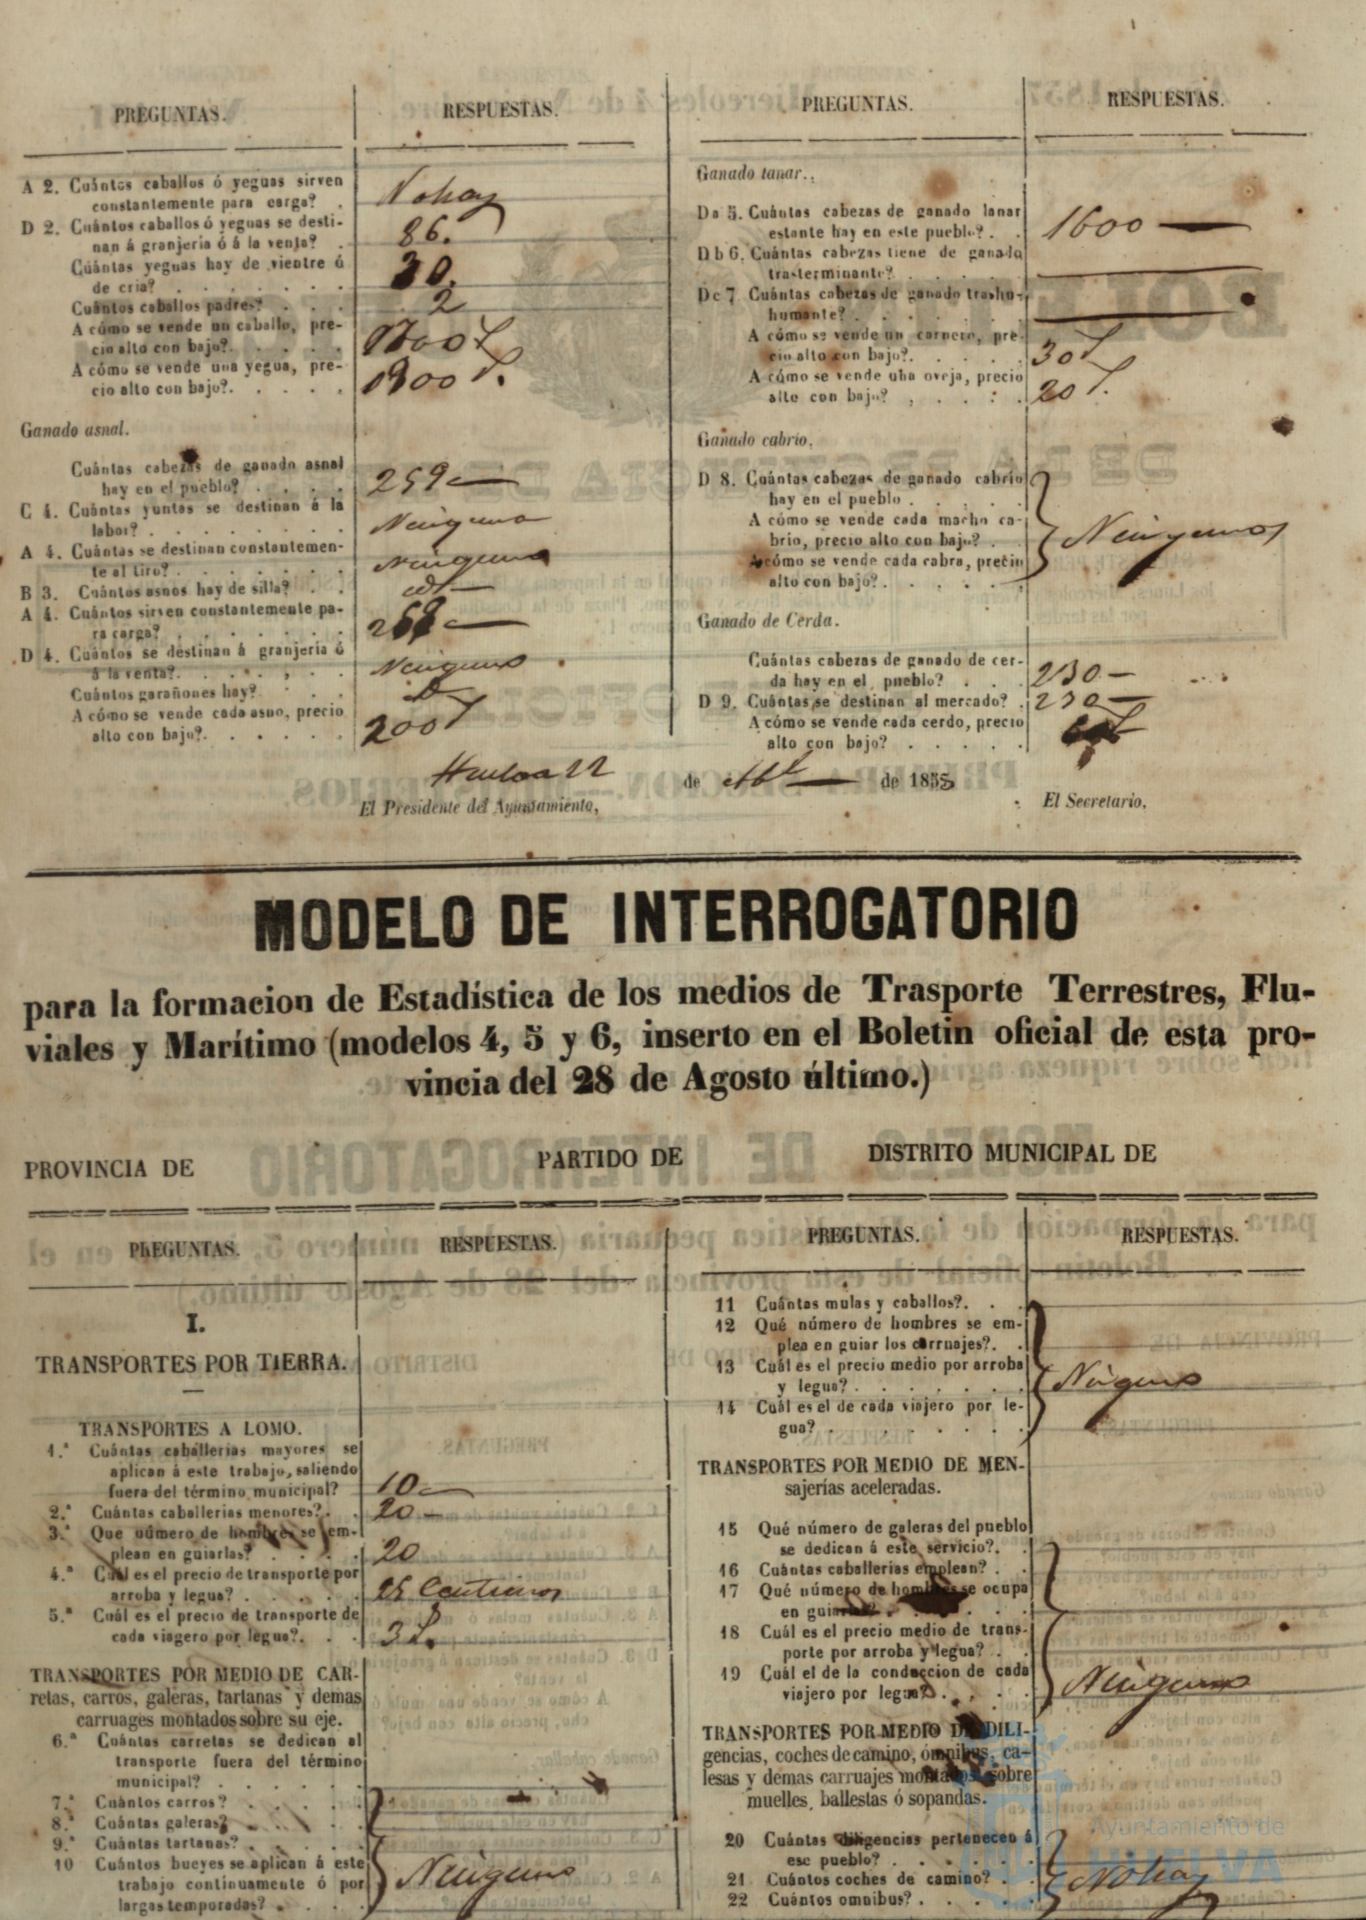 PREGUNTAS.
RESPUESTAS.
A 2. Cuántos caballos ó yeguas sirven
constantemente para carga? .
No hay
D 2. Cuántos caballos ó yeguas se desti-
nan á granjeria ó á la venta? .
86.
Cuántas yeguas hay de vientre ó
de cria? . . . . . . .
30.
Cuántos caballos padres? . . .
2
A cómo se vende un caballo, pre-
cio alto con bajo?. . . . .
A cómo se vende una yegua, pre-
cio alto con bajo?. . . . .
Ganado asnal.
Cuántas cabezas de ganado asnal
hay en el pueblo? . . . .
259
C 4. Cuántas yuntas se destinan á la
labor? . . . . . . .
Ninguna
A 4. Cuántas se destinan constantemen-
te al tiro? . . . . . .
Ninguna
B 3. Cuántos asnos hay de silla? . .
id
A 4. Cuántos sirven constantemente pa-
ra carga? . . . . . . .
D 4. Cuántos se destinan á granjeria ó
á la venta?. . . . , . .
Ninguno
Cuántos garañones hay? . . .
A cómo se vende cada asno, precio
alto con bajo?. . . . . .
200
PREGUNTAS.
RESPUESTAS.
Ganado lanar..
Da 5. Cuántas cabezas de ganado lanar
estante hay en este pueblo? . .
1600
D b 6. Cuántas cabezas tiene de ganado
trasterminante? . . . . .
Dc 7 Cuántas cabezas de ganado trashu-
humante? . . . . . . .
A cómo se vende un carnero, pre-
cio alto con bajo?. . . . .
30
A cómo se vende una oveja, precio
alto con bajo? , . . . .
20
Ganado cabrio.
D 8. Cuántas cabezas de ganado cabrio
hay en el pueblo . . . . .
A cómo se vende cada macho ca-
brio, precio alto con bajo? . .
A cómo se vende cada cabra, precio
alto con bajo? . . . . .
Ningunos
Ganado de Cerda.
Cuántas cabezas de ganado de cer-
da hay en el pueblo? . . .
230
D 9. Cuántas se destinan al mercado? .
230
A cómo se vende cada cerdo, precio
alto con bajo? . . . . .
Huelva 22 de de 185
El Presidente del Ayuntamiento,
El Secretario,
MODELO DE INTERROGATORIO
para la formacion de Estadística de los medios de Trasporte Terrestres, Flu-
viales y Marítimo (modelos 4, 5 y 6, inserto en el Boletin oficial de esta pro-
vincia del 28 de Agosto último.)
PROVINCIA DE PARTIDO DE DISTRITO MUNICIPAL DE
PREGUNTAS.
RESPUESTAS.
I.
TRANSPORTES POR TIERRA.
TRANSPORTES A LOMO.
1.ª Cuántas caballerias mayores se
aplican á este trabajo, saliendo
fuera del término municipal?
10
2.ª Cuántas caballerias menores? .
20
3.ª Que número de hombres se em-
plean en guiarlas? . . . .
20
4.ª Cuál es el precio de transporte por
arroba y legua? . . . . .
25 Centimos
5.ª Cuál es el precio de transporte de
cada viagero por legua?. . .
3
TRANSPORTES POR MEDIO DE CAR-
retas, carros, galeras, tartanas y demas
carruages montados sobre su eje.
6.ª Cuántas carretas se dedican al
transporte fuera del término
municipal? . . . . . .
7.ª Cuántos carros? . . . . .
8.ª Cuántas galeras? . . . . .
9.ª Cuántas tartanas? . . . . .
10 Cuántos bueyes se aplican á este
trabajo continuamente ó por
largas temporadas? . . . .
Ninguno
PREGUNTAS.
RESPUESTAS.
11 Cuántas mulas y caballos?. . .
12 Qué número de hombres se em-
plea en guiar los carruajes?. .
13 Cuál es el precio medio por arroba
y legua? . . . . . . .
14 Cuál es el de cada viajero por le-
gua? . . . . . . .
Ninguno
TRANSPORTES POR MEDIO DE MEN-
sajerías aceleradas.
15 Qué número de galeras del pueblo
se dedican á este servicio?. .
16 Cuántas caballerias emplean? . .
17 Qué número de hombres se ocupa
en guiarlas? . . . . . .
18 Cuál es el precio medio de trans-
porte por arroba y legua? . .
19 Cuál el de la conduccion de cada
viajero por legua? . . . .
Ninguno
TRANSPORTES POR MEDIO DE DILI-
gencias, coches de camino, ómnibus, ca-
lesas y demas carruajes montados sobre
muelles, ballestas ó sopandas.
20 Cuántas diligencias pertenecen á
ese pueblo? . . . . . .
21 Cuántos coches de camino? . .
22 Cuántos omnibus? . . . . .
No hay
Ayuntamiento de
HUELVA